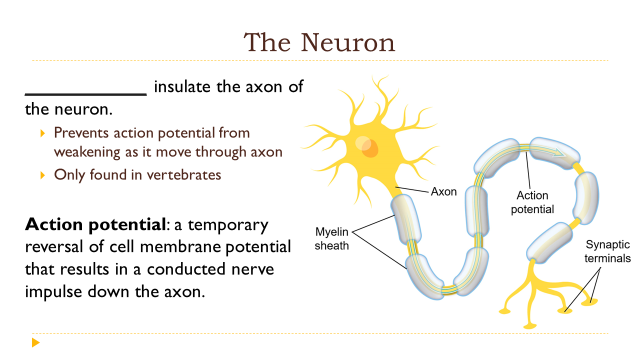 The Neuron
____________ insulate the axon of
the neuron.
Prevents action potential from
weakening as it move through axon
Only found in vertebrates
Action potential: a temporary
reversal of cell membrane potential
that results in a conducted nerve
impulse down the axon.
Axon
Myelin
sheath
Action
potential
Synaptic
terminals